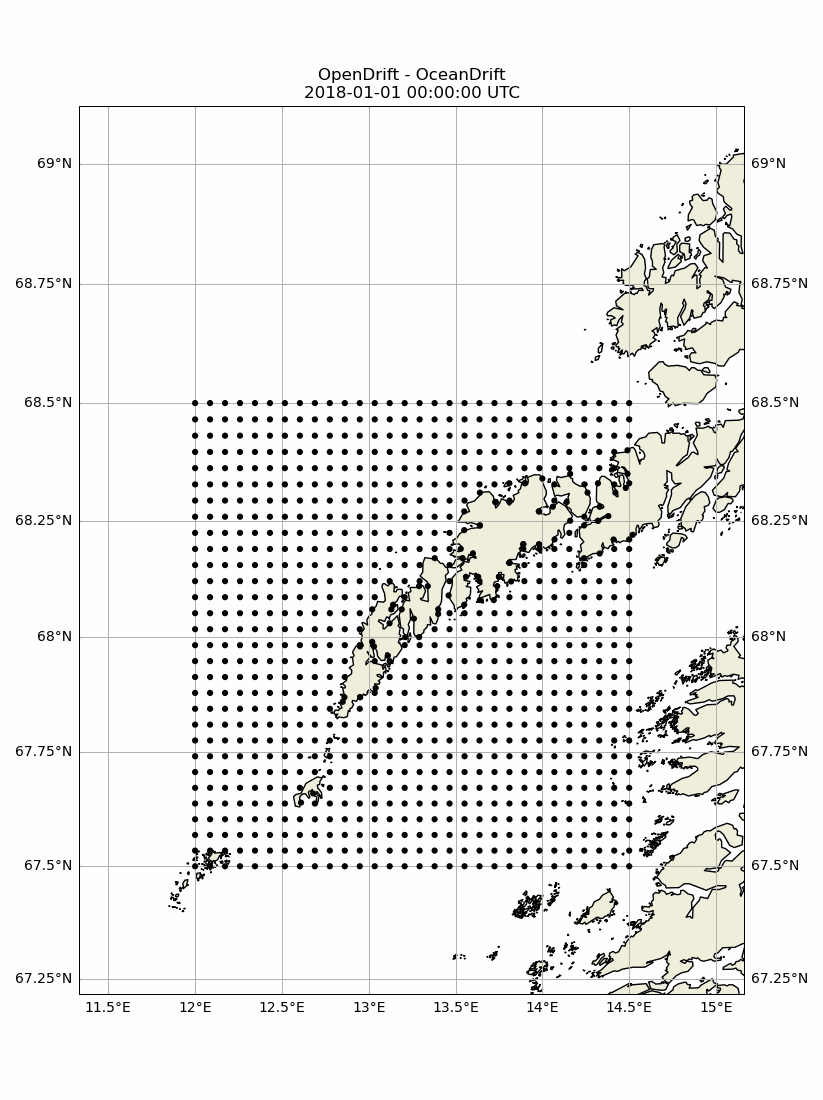 OpenDrift - OceanDrift
2018-01-01 00:00:00 UTC
69°N 69°N
68.75°N 68.75°N
68.5°N 68.5°N
68.25°N 68.25°N
68°N 68°N
67.75°N 67.75°N
67.5°N 67.5°N
67.25°N 67.25°N
11.5°E 12°E 12.5°E 13°E 13.5°E 14°E 14.5°E 15°E